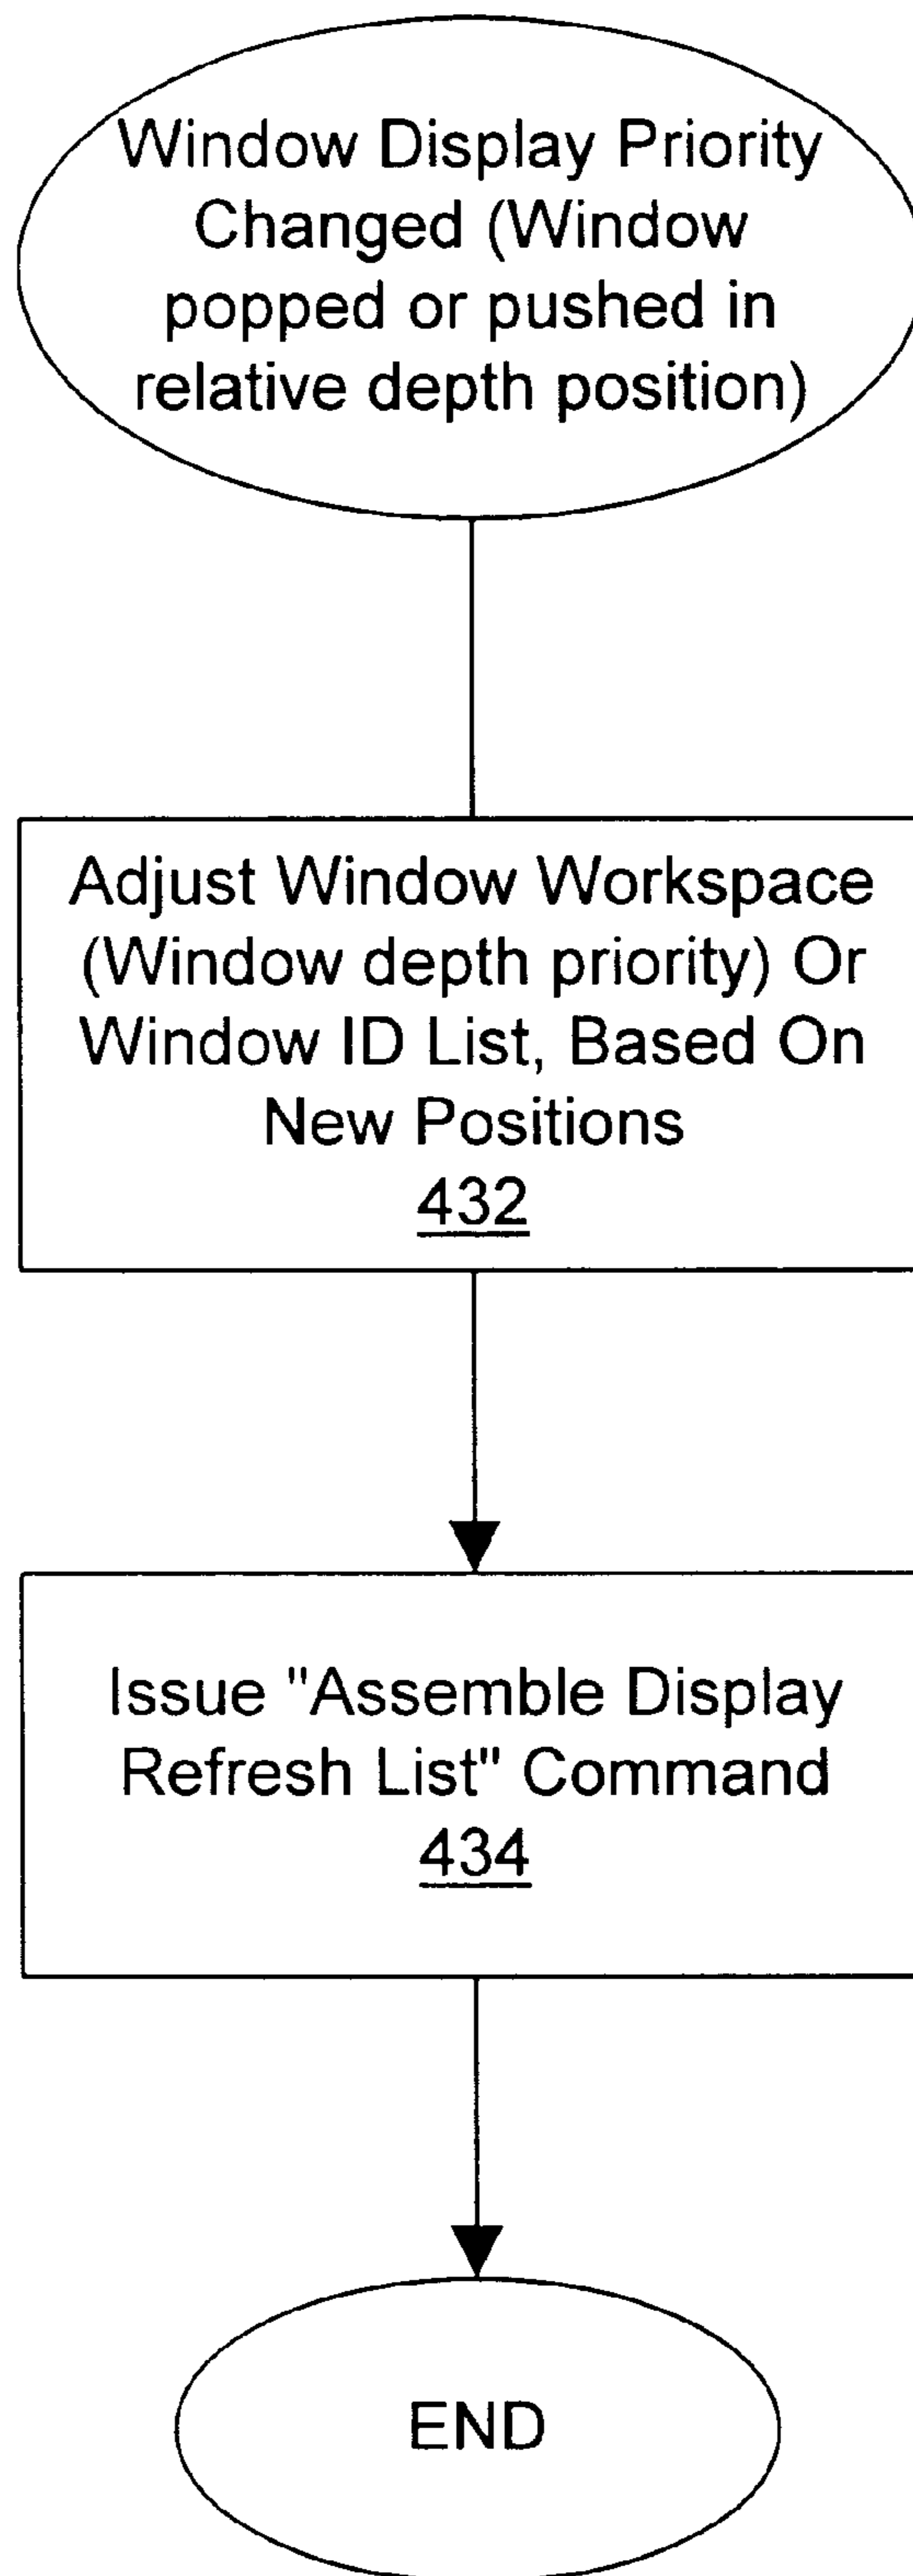 Window Display Priority
Changed (Window
popped or pushed in
relative depth position)
Adjust Window Workspace
(Window depth priority) Or
Window ID List, Based On
New Positions
432
Issue "Assemble Display
Refresh List" Command
434
END